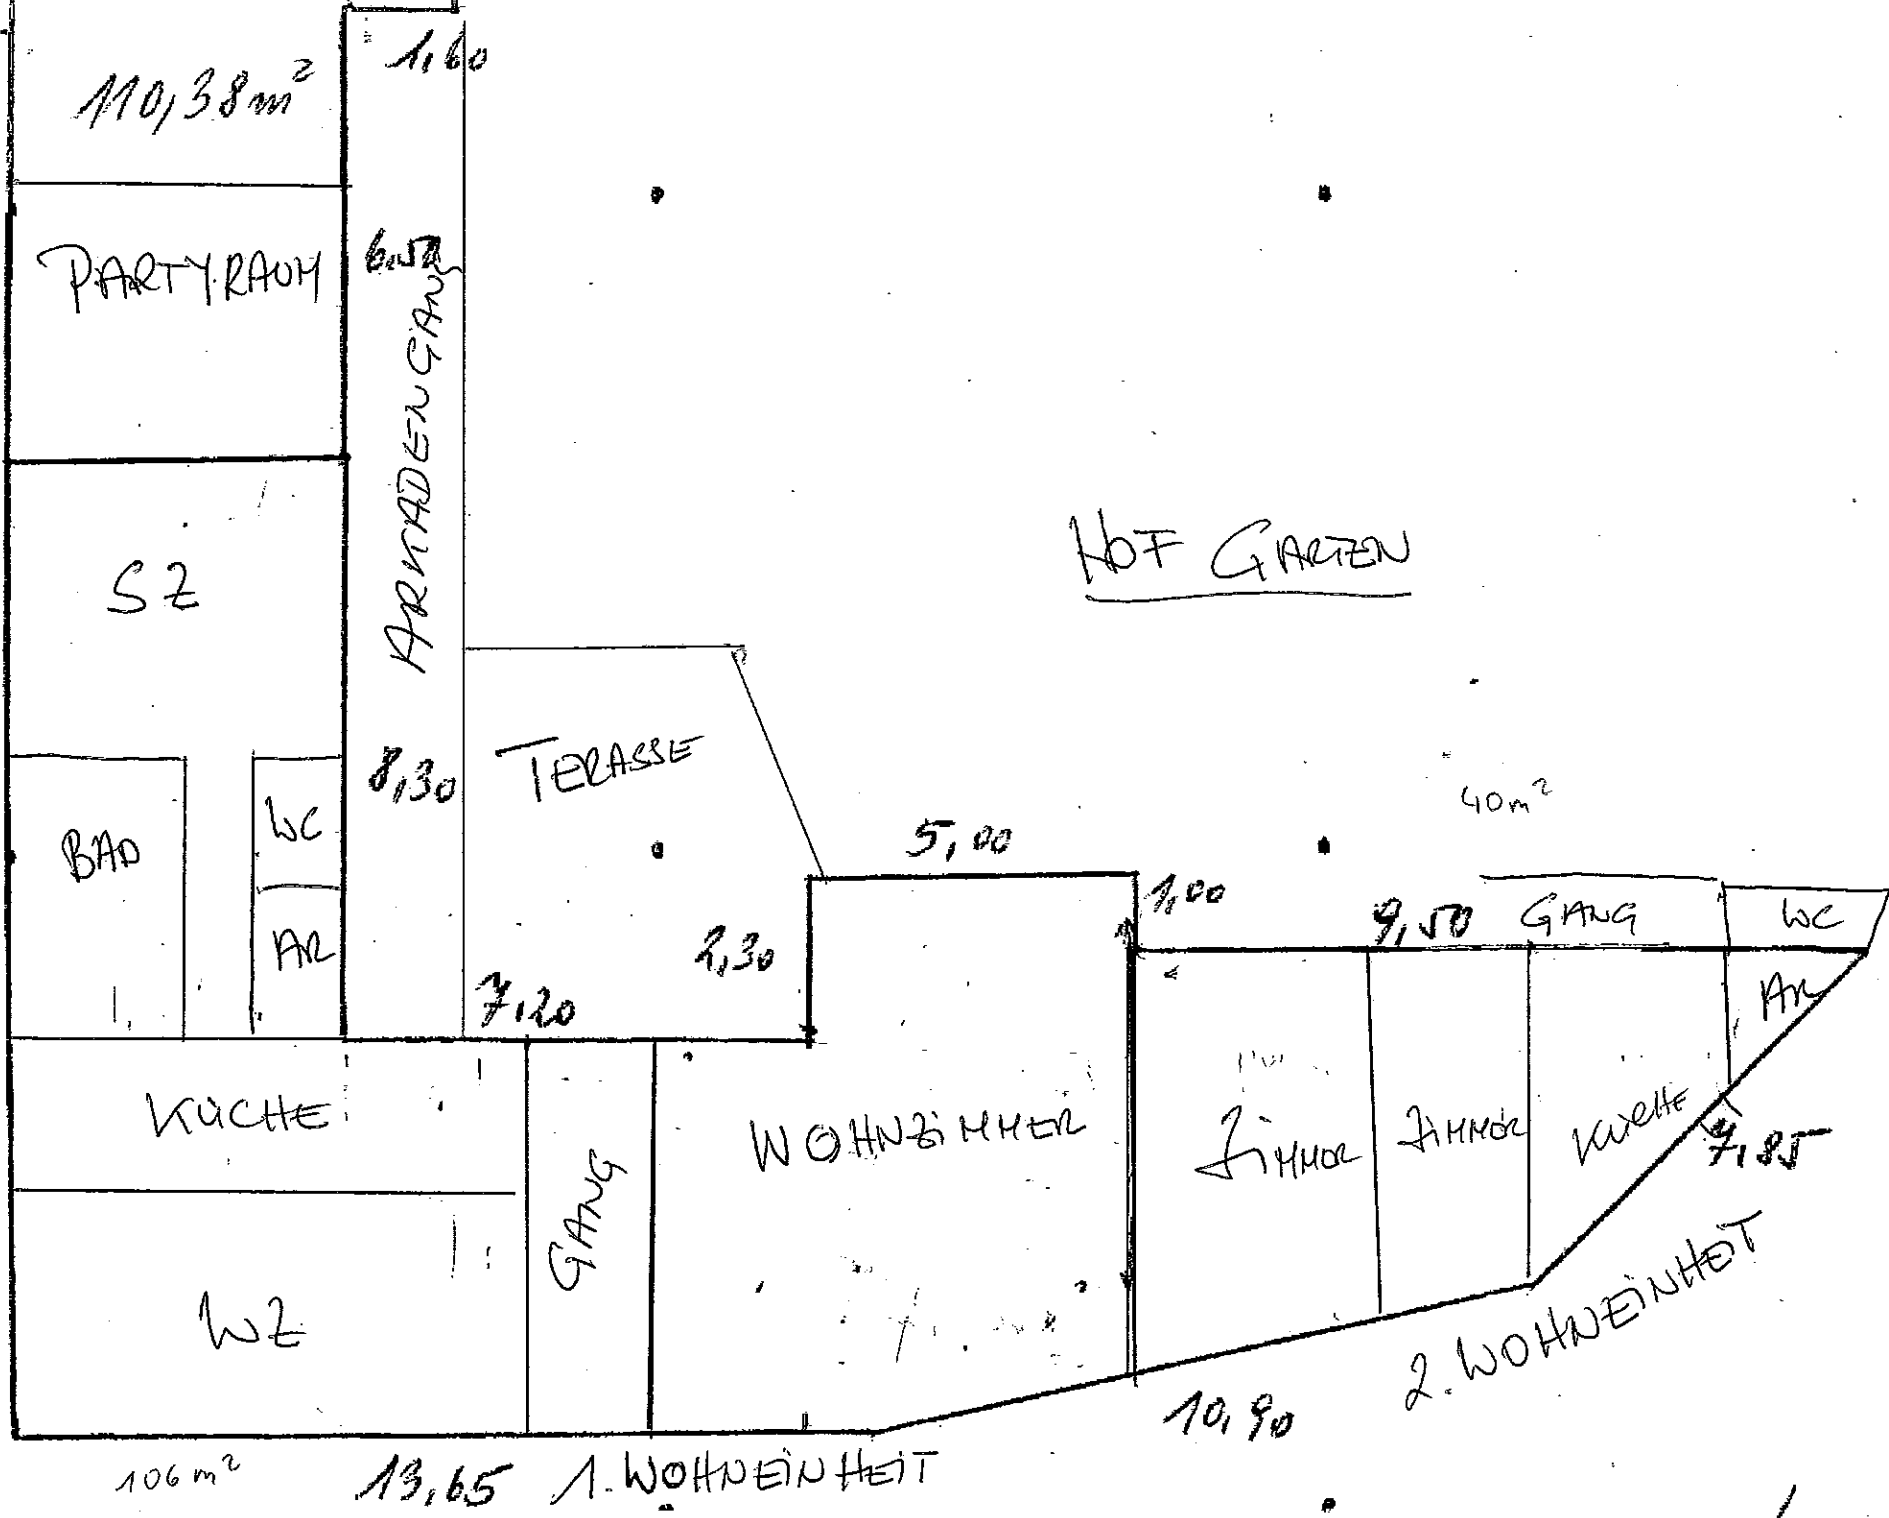 1,60
110,38m²
PARTYRAUM
6,50
ARKADENGANG
SZ
HOF GARTEN
TERASSE
8,30
40m²
WC
BAD
5,00
1,00
9,50
GANG
WC
AR
2,30
7,20
AR
KÜCHE
WOHNZIMMER
ZIMMER
ZIMMER
KÜCHE
7,85
GANG
WZ
2. WOHNEINHEIT
10,90
106 m²
13,65
1. WOHNEINHEIT